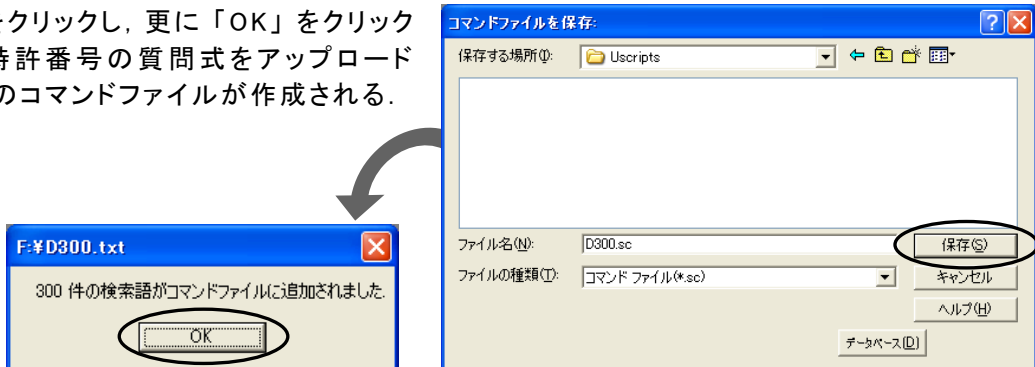 をクリックし，更に「OK」をクリック
特許番号の質問式をアップロード
のコマンドファイルが作成される．
コマンドファイルを保存:
保存する場所(I):
Uscripts
ファイル名(N):
D300.sc
保存(S)
ファイルの種類(T):
コマンド ファイル(*.sc)
キャンセル
ヘルプ(H)
データベース(D)
F:¥D300.txt
300 件の検索語がコマンドファイルに追加されました.
OK